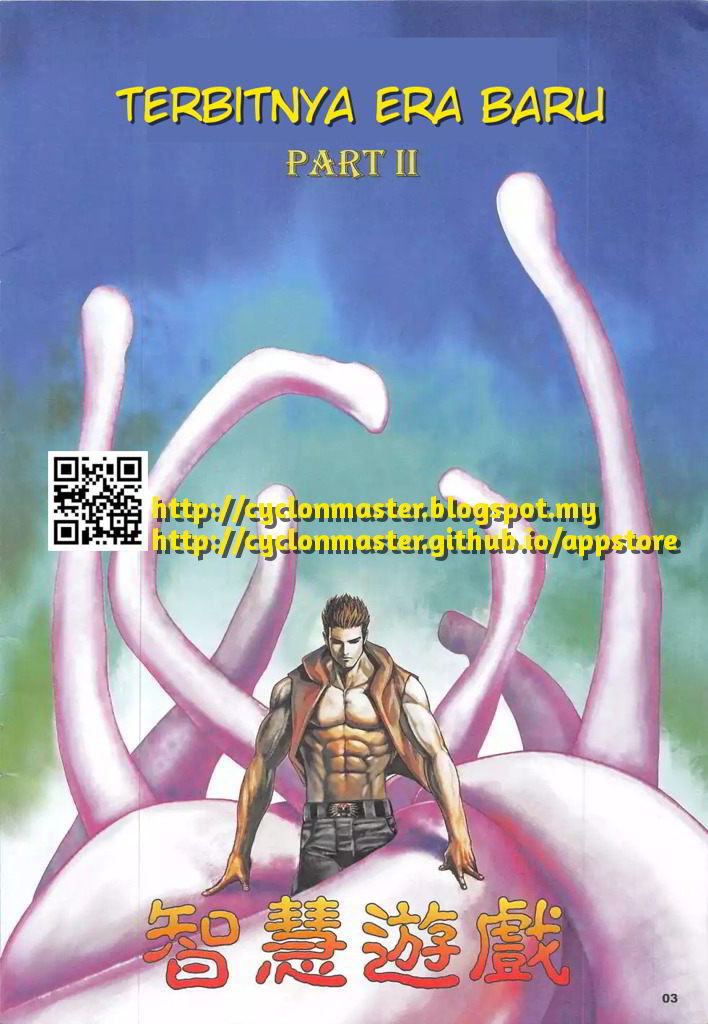 TERBITNYA ERA BARU
PART II
http://cyclonmaster.blogspot.my
http://cyclonmaster.github.io/appstore
智慧遊戲
03